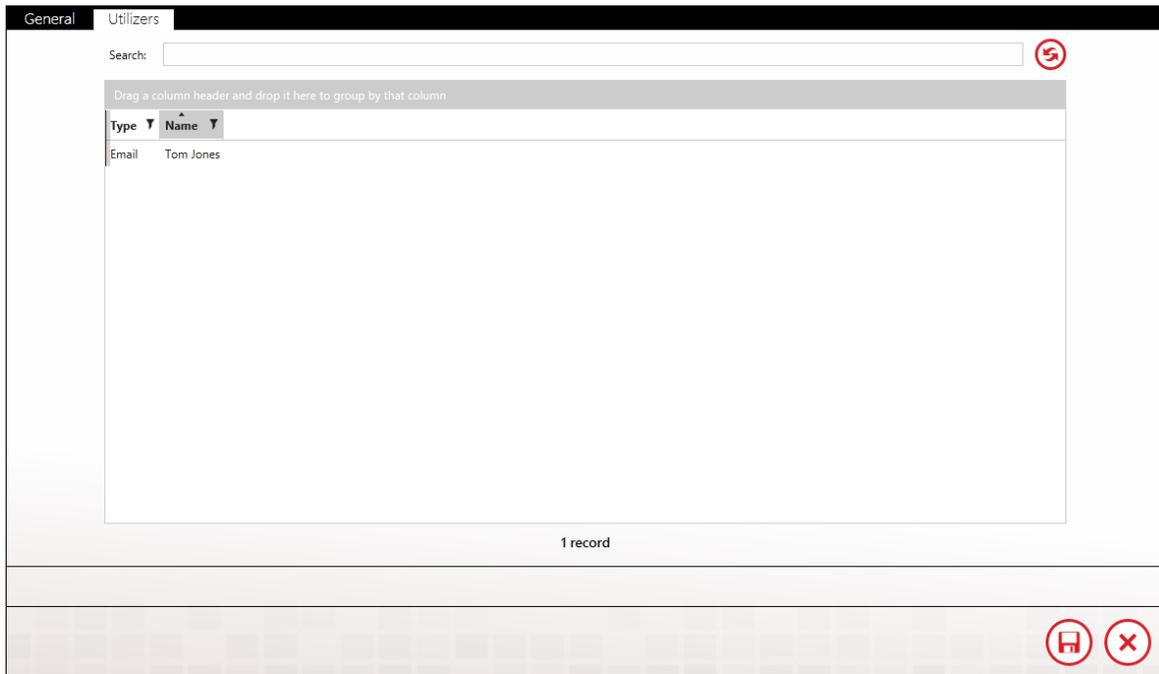 General Utilizers
Search:
Drag a column header and drop it here to group by that column
Type Name
Email Tom Jones
1 record